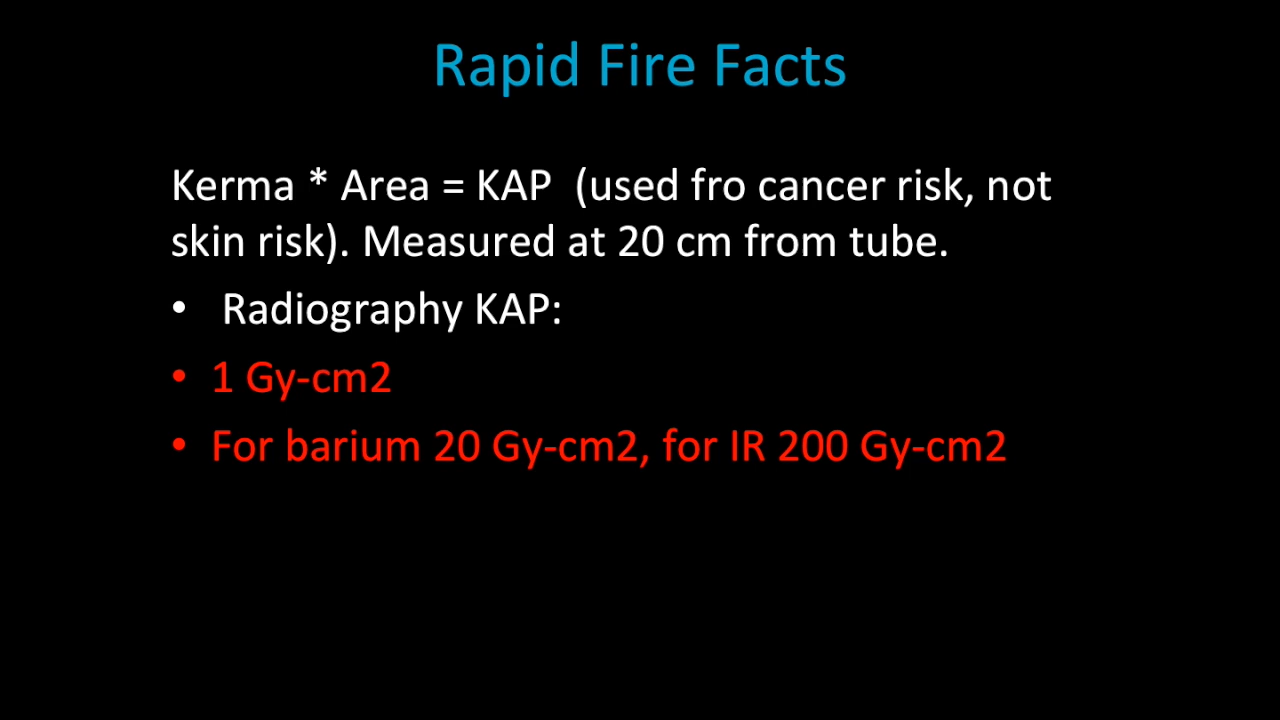 Rapid Fire Facts
Kerma * Area = KAP (used fro cancer risk, not
skin risk). Measured at 20 cm from tube.
• Radiography KAP:
• 1 Gy-cm2
• For barium 20 Gy-cm2, for IR 200 Gy-cm2